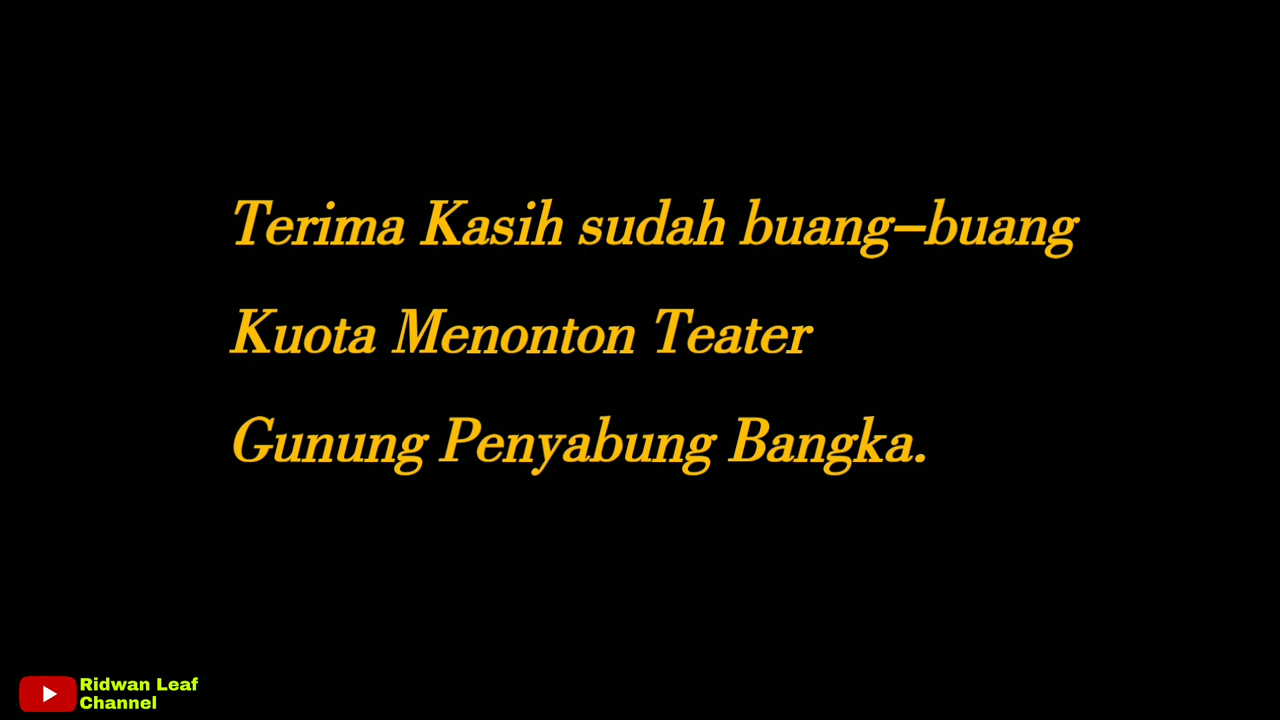 Terima Kasih sudah buang-buang
Kuota Menonton Teater
Gunung Penyabung Bangka.
Ridwan Leaf
Channel